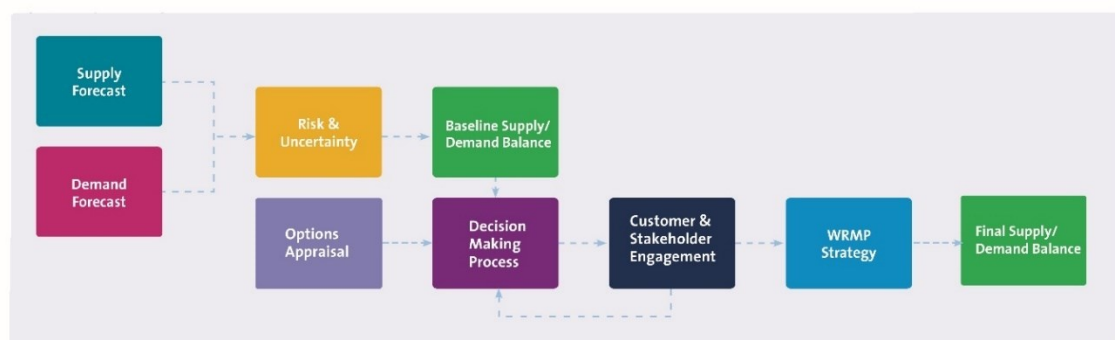 Supply
Forecast
Demand
Forecast
Risk &
Uncertainty
Baseline Supply/
Demand Balance
Options
Appraisal
Decision
Making
Process
Customer &
Stakeholder
Engagement
WRMP
Strategy
Final Supply/
Demand Balance